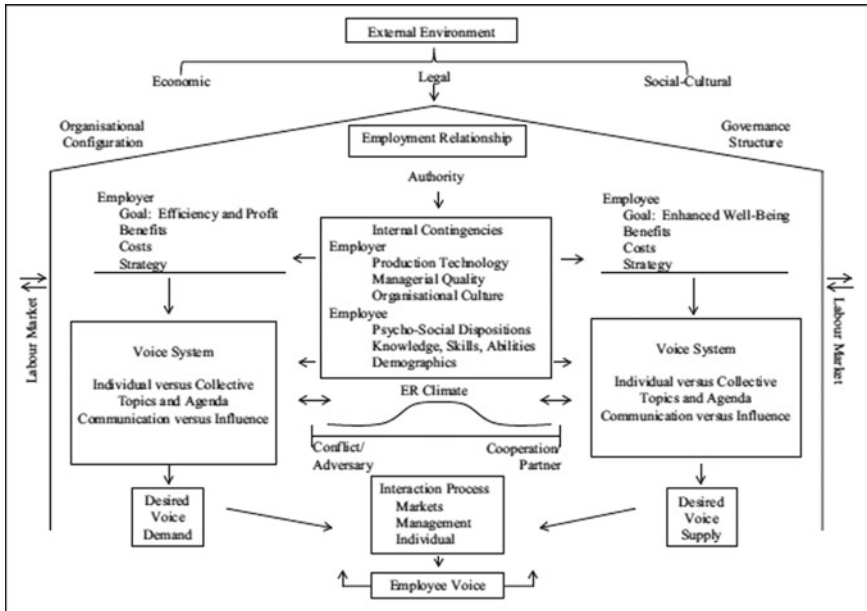 External Environment
Economic
Legal
Social-Cultural
Organisational
Configuration
Employment Relationship
Governance
Structure
Authority
Employer
Goal: Efficiency and Profit
Benefits
Costs
Strategy
Internal Contingencies
Employer
Production Technology
Managerial Quality
Organisational Culture
Employee
Psycho-Social Dispositions
Knowledge, Skills, Abilities
Demographics
Employee
Goal: Enhanced Well-Being
Benefits
Costs
Strategy
Labour Market
Voice System
Individual versus Collective
Topics and Agenda
Communication versus Influence
ER Climate
Conflict/
Adversary
Cooperation/
Partner
Voice System
Individual versus Collective
Topics and Agenda
Communication versus Influence
Labour Market
Desired
Voice
Demand
Interaction Process
Markets
Management
Individual
Desired
Voice
Supply
Employee Voice